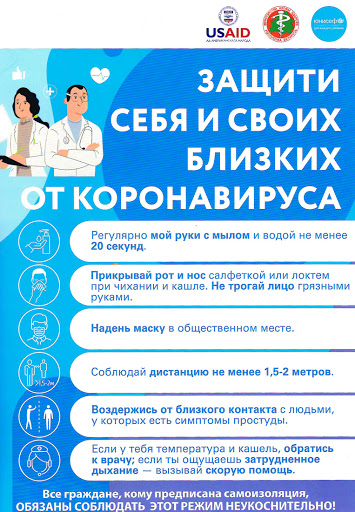 USAID
ЮНИСЕФ
ЗАЩИТИ
СЕБЯ И СВОИХ
БЛИЗКИХ
ОТ КОРОНАВИРУСА
Регулярно мой руки с мылом и водой не менее
20 секунд.
Прикрывай рот и нос салфеткой или локтем
при чихании и кашле. Не трогай лицо грязными
руками.
Надень маску в общественном месте.
Соблюдай дистанцию не менее 1,5-2 метров.
Воздержись от близкого контакта с людьми,
у которых есть симптомы простуды.
Если у тебя температура и кашель, обратись
к врачу; если ты ощущаешь затрудненное
дыхание — вызывай скорую помощь.
Все граждане, кому предписана самоизоляция,
ОБЯЗАНЫ СОБЛЮДАТЬ ЭТОТ РЕЖИМ НЕУКОСНИТЕЛЬНО!